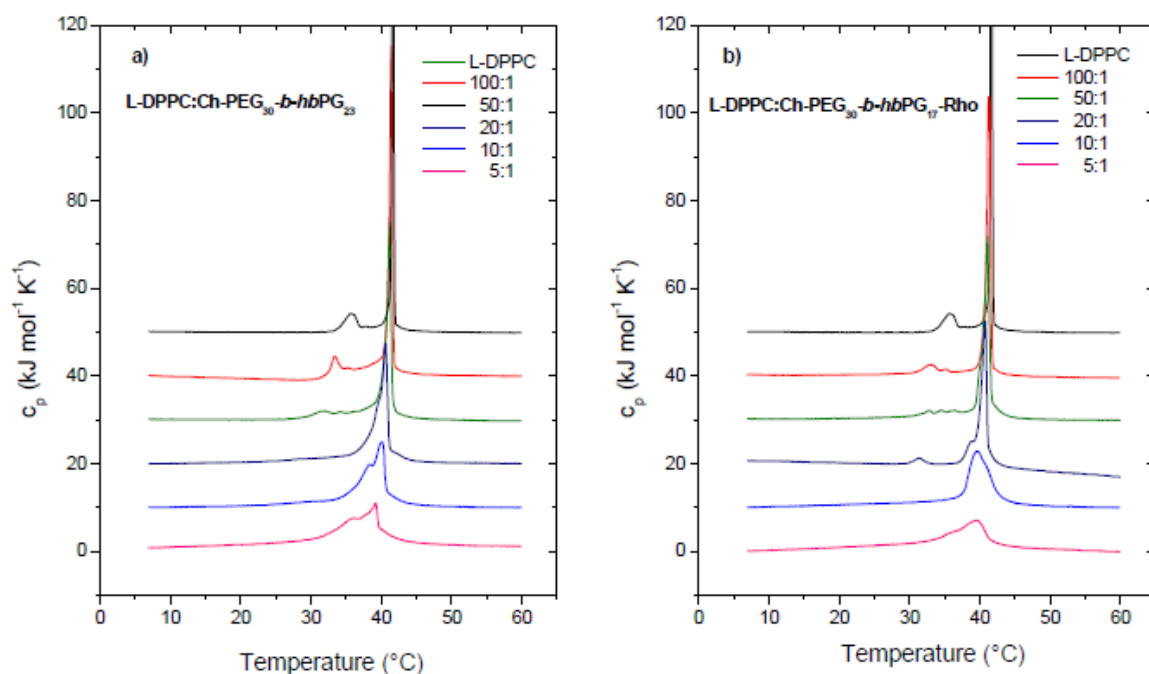 a)
L-DPPC:Ch-PEG30-b-hbPG23
L-DPPC
100:1
50:1
20:1
10:1
5:1
120
100
80
60
40
20
0
cp (kJ mol⁻¹ K⁻¹)
0 10 20 30 40 50 60
Temperature (°C)
b)
L-DPPC:Ch-PEG30-b-hbPG17-Rho
L-DPPC
100:1
50:1
20:1
10:1
5:1
120
100
80
60
40
20
0
cp (kJ mol⁻¹ K⁻¹)
0 10 20 30 40 50 60
Temperature (°C)